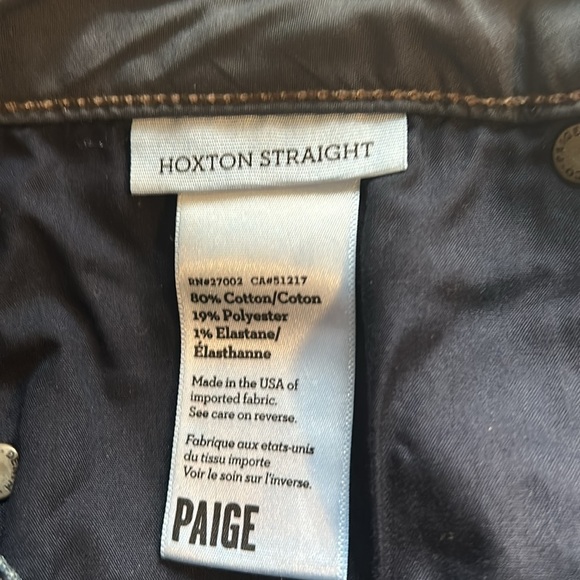 HOXTON STRAIGHT
RN#27002 CA#51217
80% Cotton/Coton
19% Polyester
1% Elastane/
Élasthanne
Made in the USA of
imported fabric.
See care on reverse.
Fabrique aux etats-unis
du tissu importe
Voir le soin sur l'inverse.
PAIGE